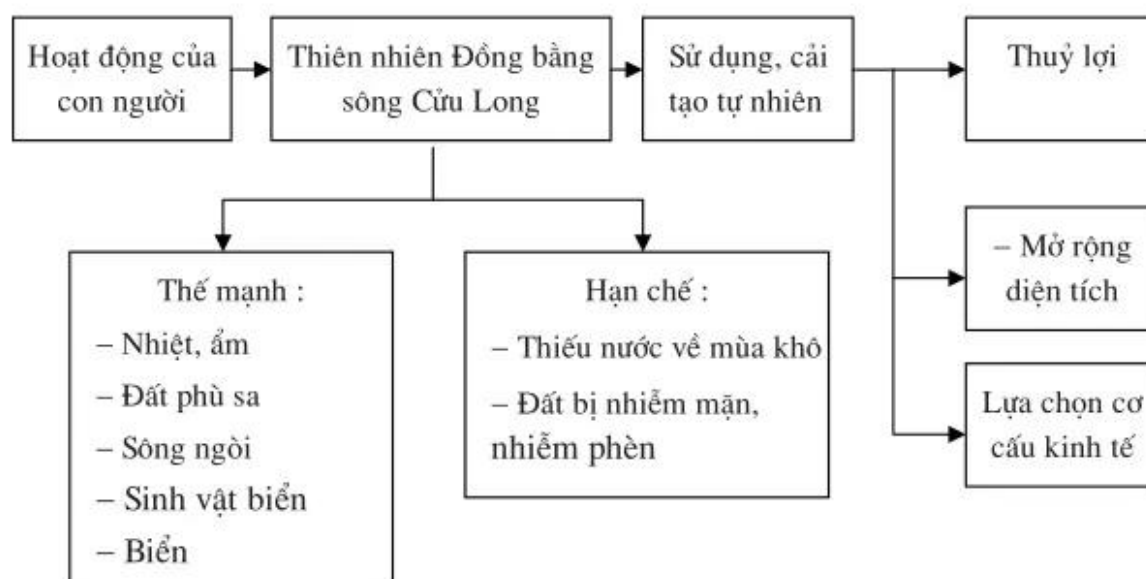 Hoạt động của
con người
Thiên nhiên Đồng bằng
sông Cửu Long
Sử dụng, cải
tạo tự nhiên
Thuỷ lợi
– Mở rộng
diện tích
Lựa chọn cơ
cấu kinh tế
Thế mạnh :
– Nhiệt, ẩm
– Đất phù sa
– Sông ngòi
– Sinh vật biển
– Biển
Hạn chế :
– Thiếu nước về mùa khô
– Đất bị nhiễm mặn,
nhiễm phèn